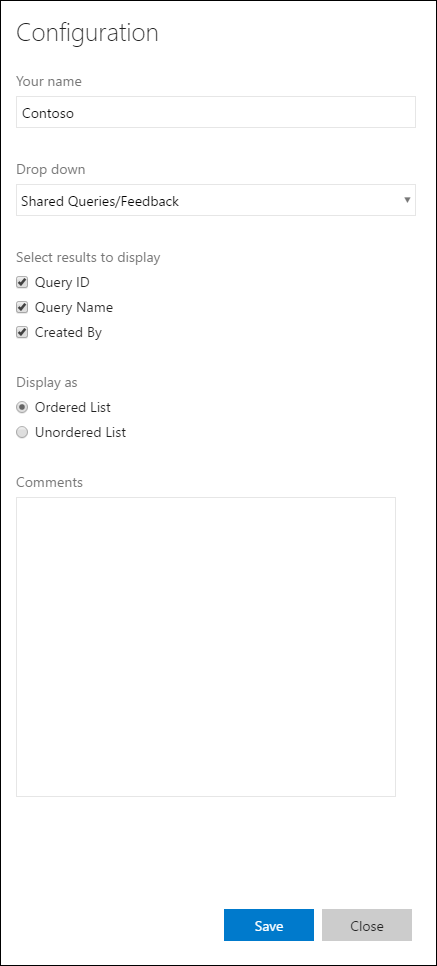 Configuration
Your name
Contoso
Drop down
Shared Queries/Feedback
Select results to display
Query ID
Query Name
Created By
Display as
Ordered List
Unordered List
Comments
Save Close